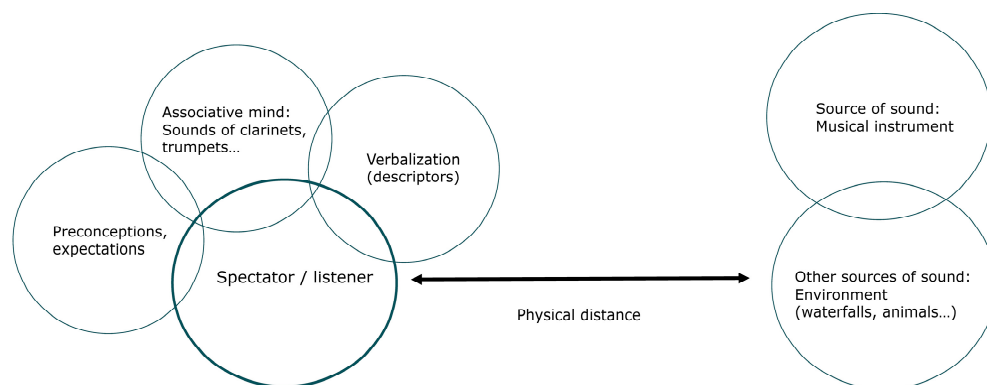 Associative mind:
Sounds of clarinets,
trumpets…
Verbalization
(descriptors)
Preconceptions,
expectations
Spectator / listener
Physical distance
Source of sound:
Musical instrument
Other sources of sound:
Environment
(waterfalls, animals…)